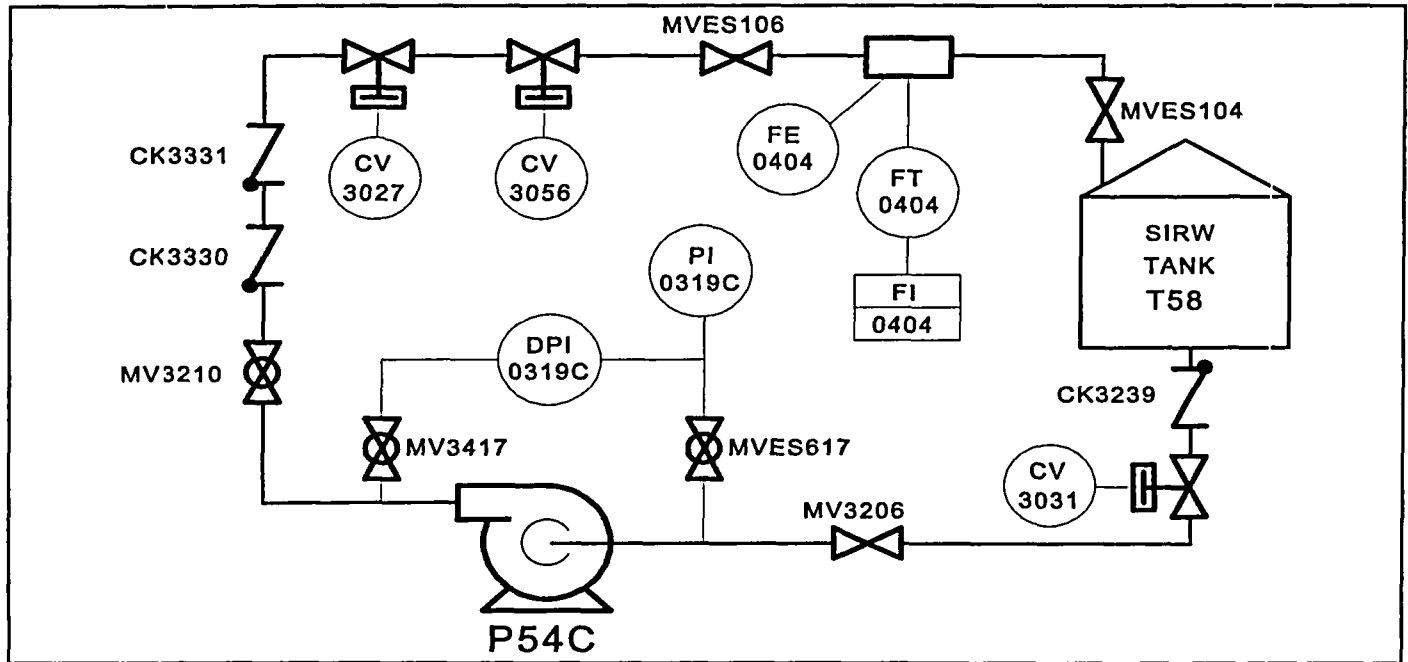 MVES106
MVES104
FE
0404
CK3331
CV
3027
CV
3056
FT
0404
SIRW
TANK
T58
CK3330
PI
0319C
FI
0404
DPI
0319C
MV3210
CK3239
MV3417
MVES617
CV
3031
MV3206
P54C